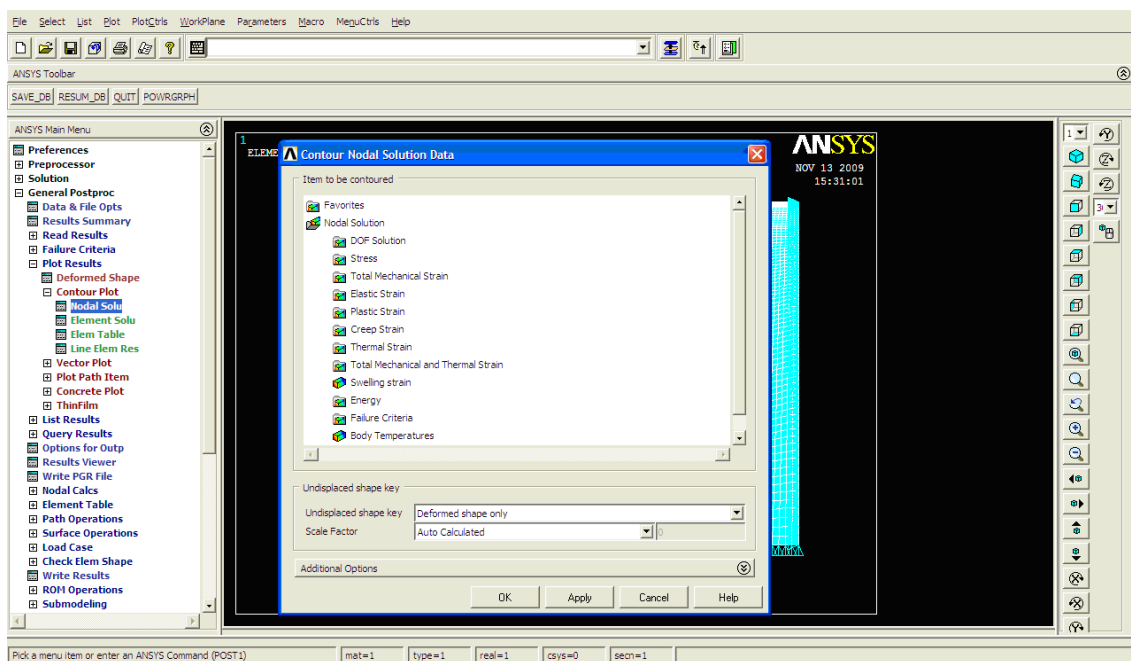 File Select List Plot PlotCtrls WorkPlane Parameters Macro MenuCtrls Help
ANSYS Toolbar
SAVE_DB RESUM_DB QUIT POWRGRPH
ANSYS Main Menu
Preferences
Preprocessor
Solution
General Postproc
Data & File Opts
Results Summary
Read Results
Failure Criteria
Plot Results
Deformed Shape
Contour Plot
Nodal Solu
Element Solu
Elem Table
Line Elem Res
Vector Plot
Plot Path Item
Concrete Plot
ThinFilm
List Results
Query Results
Options for Outp
Results Viewer
Write PGR File
Nodal Calcs
Element Table
Path Operations
Surface Operations
Load Case
Check Elem Shape
Write Results
ROM Operations
Submodeling
1
ELEME
ANSYS
NOV 13 2009
15:31:01
Contour Nodal Solution Data
Item to be contoured
Favorites
Nodal Solution
DOF Solution
Stress
Total Mechanical Strain
Elastic Strain
Plastic Strain
Creep Strain
Thermal Strain
Total Mechanical and Thermal Strain
Swelling strain
Energy
Failure Criteria
Body Temperatures
Undisplaced shape key
Undisplaced shape key Deformed shape only
Scale Factor Auto Calculated 0
Additional Options
OK Apply Cancel Help
1
Pick a menu item or enter an ANSYS Command (POST1) mat=1 type=1 real=1 csys=0 secn=1